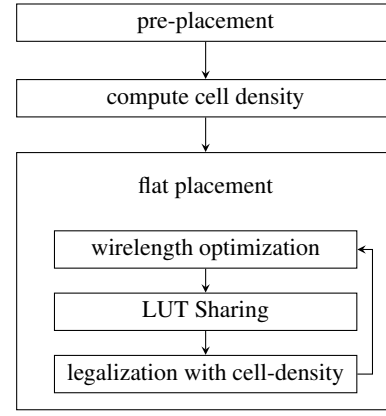 pre-placement
compute cell density
flat placement
wirelength optimization
LUT Sharing
legalization with cell-density